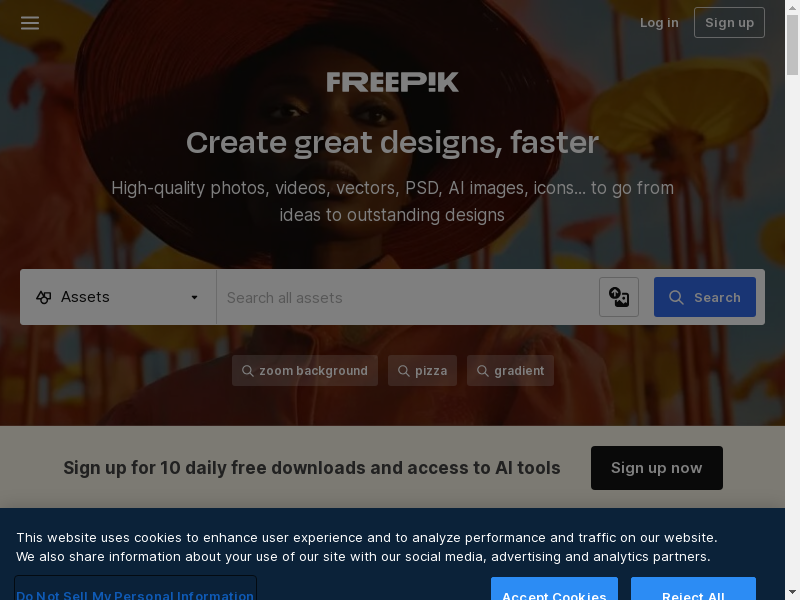 Log in
Sign up
FREEPIK
Create great designs, faster
High-quality photos, videos, vectors, PSD, AI images, icons... to go from
ideas to outstanding designs
Assets
Search all assets
Search
zoom background
pizza
gradient
Sign up for 10 daily free downloads and access to AI tools
Sign up now
This website uses cookies to enhance user experience and to analyze performance and traffic on our website.
We also share information about your use of our site with our social media, advertising and analytics partners.
Do Not Sell My Personal Information
Accept Cookies
Reject All